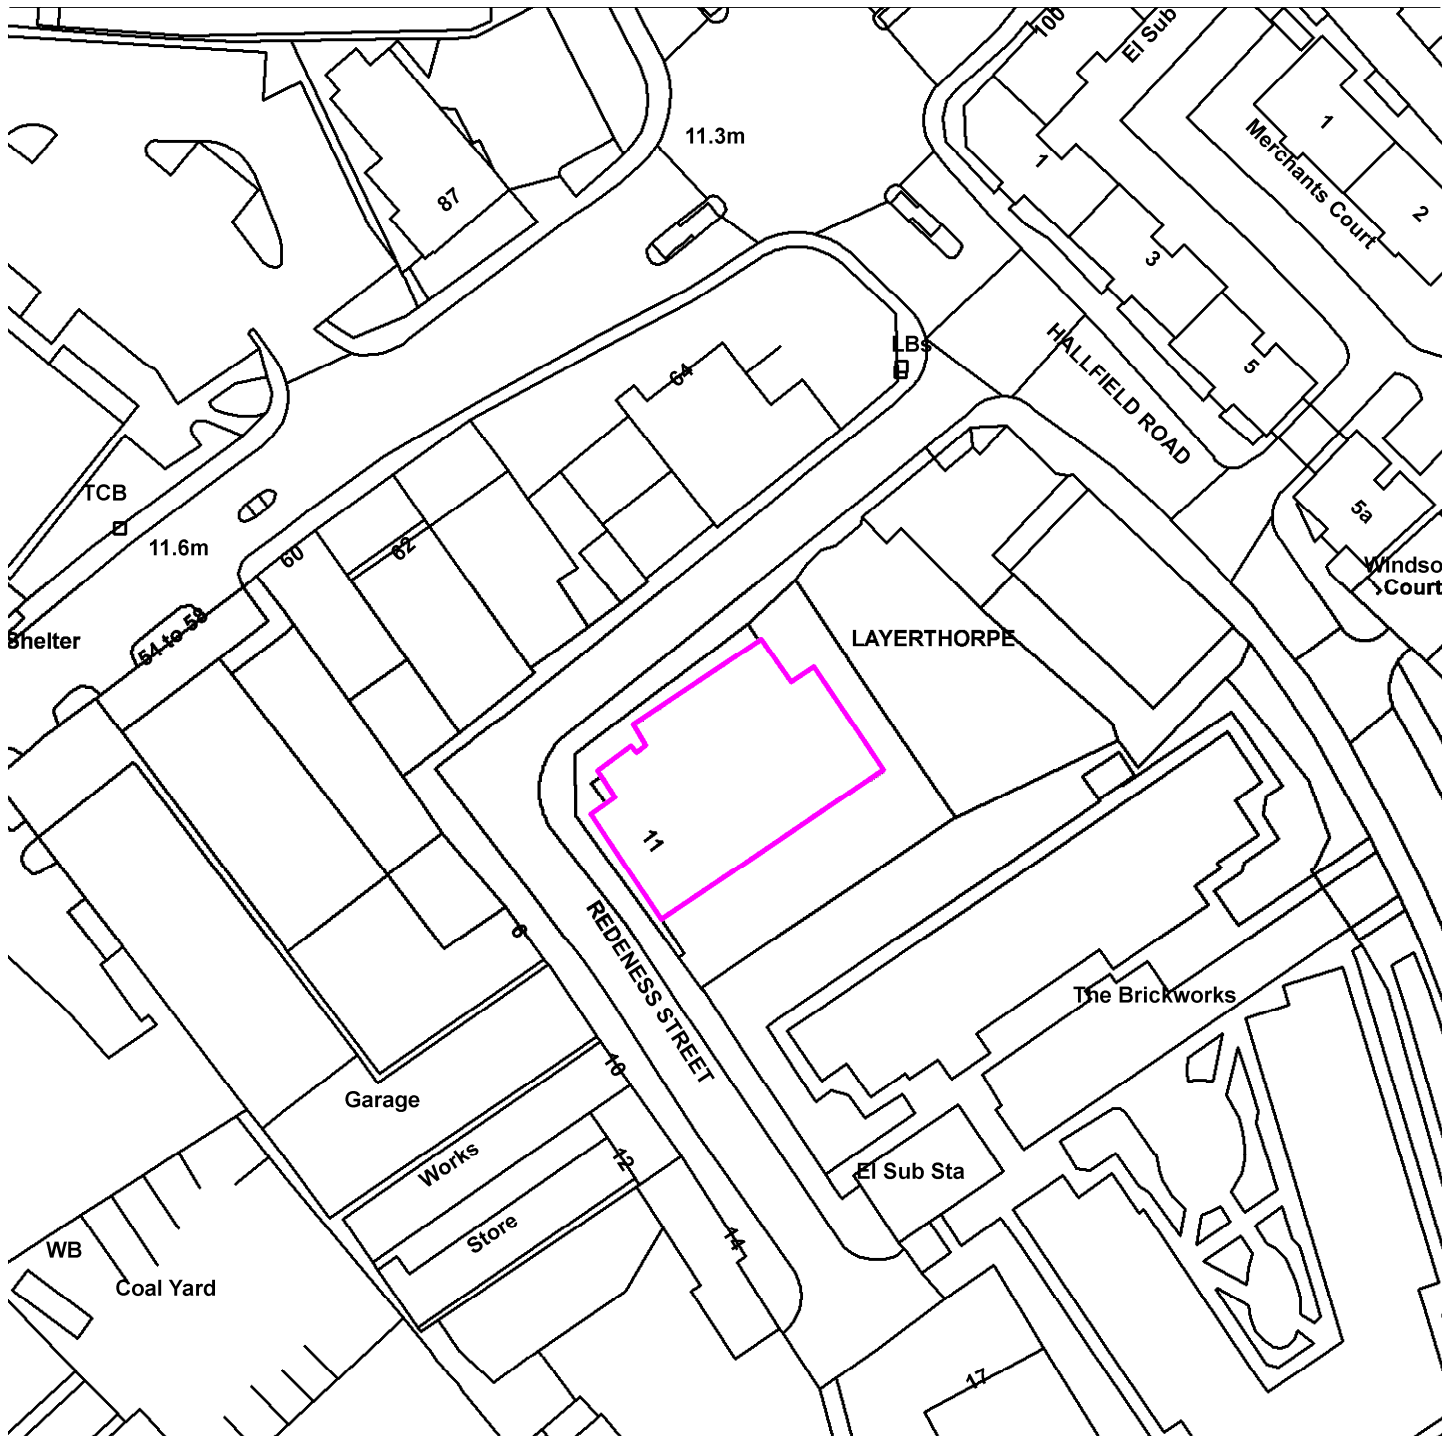 100
El Sub
1
Merchants Court
2
11.3m
87
1
3
HALLFIELD ROAD
5
LBs
64
TCB
11.6m
60
62
5a
Windso
Court
Shelter
54 to 58
LAYERTHORPE
11
8
REDENESS STREET
The Brickworks
10
Garage
Works
12
El Sub Sta
Store
14
WB
Coal Yard
17